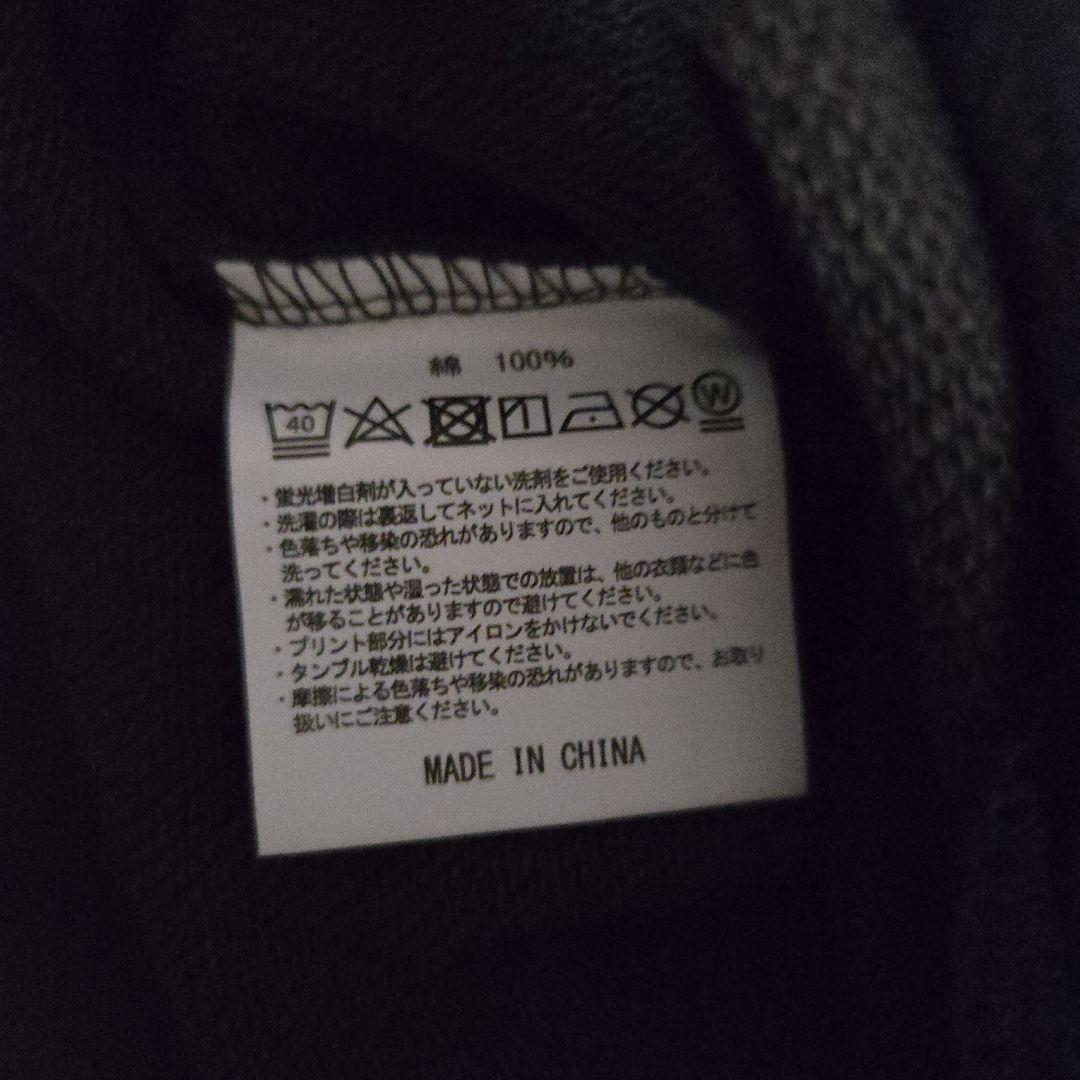 綿 100%
40
W
・蛍光増白剤が入っていない洗剤をご使用ください。
・洗濯の際は裏返してネットに入れてください。
・色落ちや移染の恐れがありますので、他のものと分けて
洗ってください。
・濡れた状態や湿った状態での放置は、他の衣類などに色
が移ることがありますので避けてください。
・プリント部分にはアイロンをかけないでください。
・タンブル乾燥は避けてください。
・摩擦による色落ちや移染の恐れがありますので、お取り
扱いにご注意ください。
MADE IN CHINA